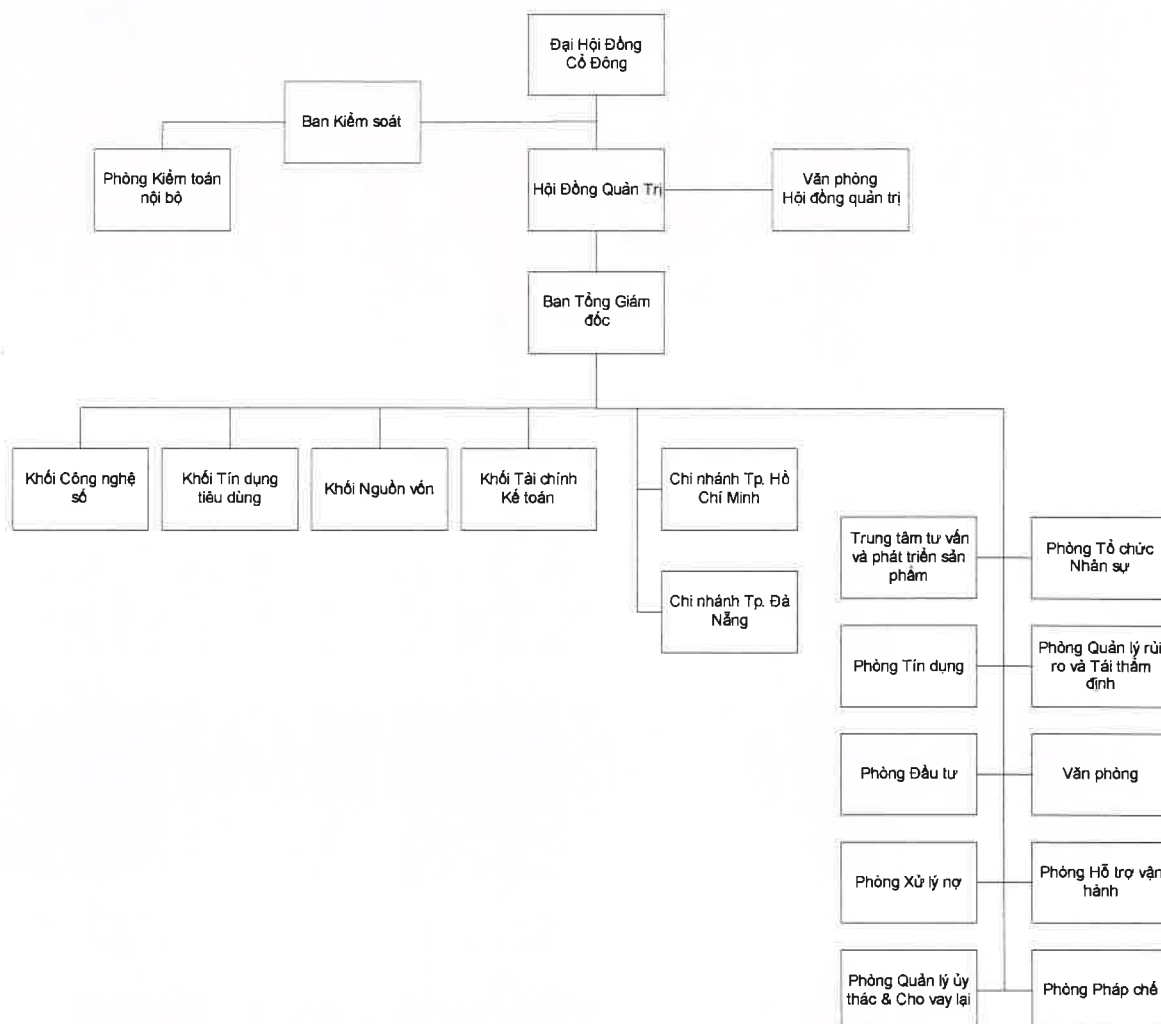 Đại Hội Đồng
Cổ Đông
Ban Kiểm soát
Phòng Kiểm toán
nội bộ
Hội Đồng Quản Trị
Văn phòng
Hội đồng quản trị
Ban Tổng Giám
đốc
Khối Công nghệ
số
Khối Tín dụng
tiêu dùng
Khối Nguồn vốn
Khối Tài chính
Kế toán
Chi nhánh Tp. Hồ
Chí Minh
Chi nhánh Tp. Đà
Nẵng
Trung tâm tư vấn
và phát triển sản
phẩm
Phòng Tổ chức
Nhân sự
Phòng Tín dụng
Phòng Quản lý rủi
ro và Tái thẩm
định
Phòng Đầu tư
Văn phòng
Phòng Xử lý nợ
Phòng Hỗ trợ vận
hành
Phòng Quản lý ủy
thác & Cho vay lại
Phòng Pháp chế